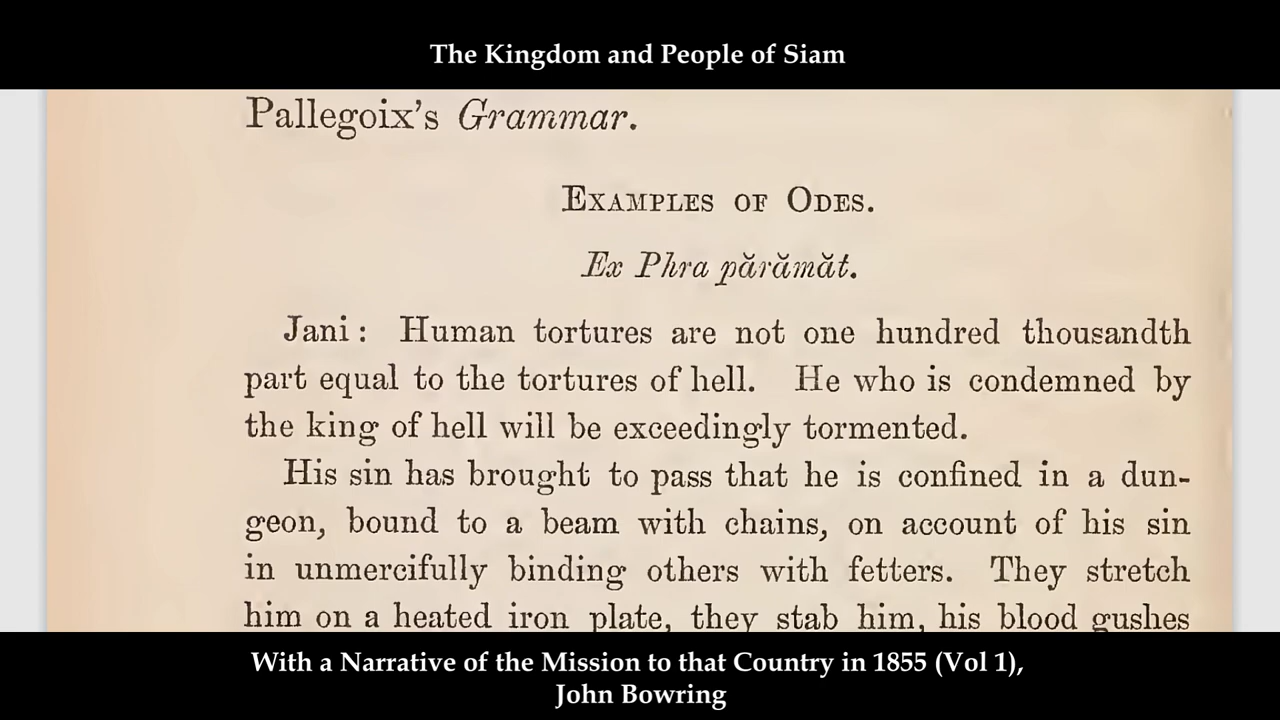 The Kingdom and People of Siam
Pallegoix's Grammar.
Examples of Odes.
Ex Phra părămăt.
Jani: Human tortures are not one hundred thousandth
part equal to the tortures of hell. He who is condemned by
the king of hell will be exceedingly tormented.
His sin has brought to pass that he is confined in a dun-
geon, bound to a beam with chains, on account of his sin
in unmercifully binding others with fetters. They stretch
him on a heated iron plate, they stab him, his blood gushes
With a Narrative of the Mission to that Country in 1855 (Vol 1),
John Bowring